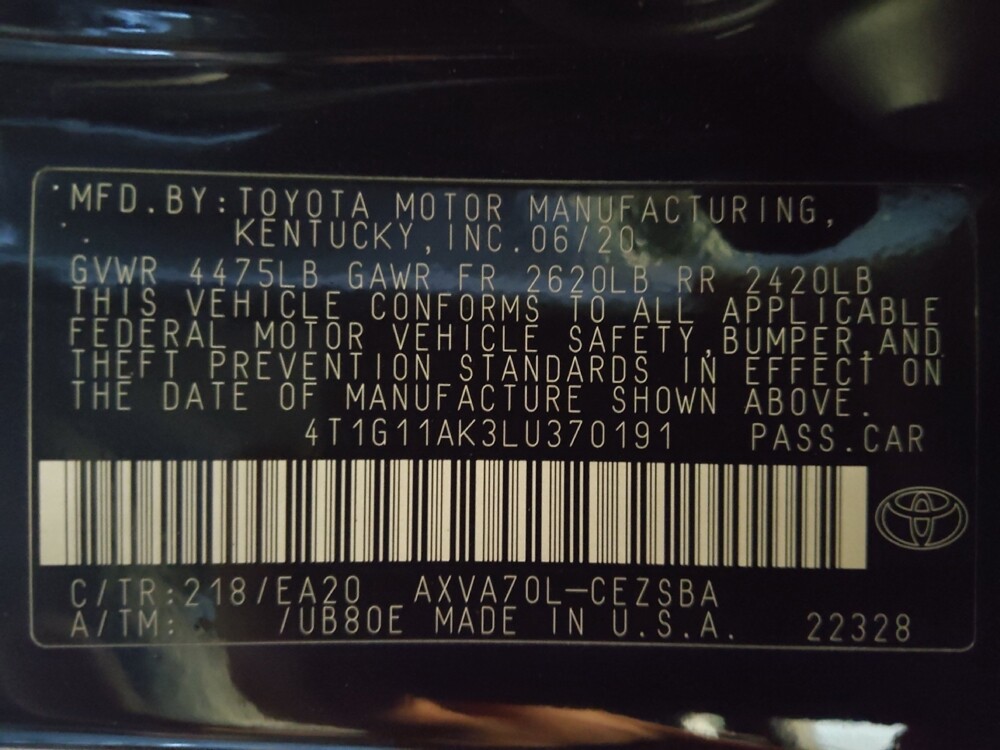 MFD.BY:TOYOTA MOTOR MANUFACTURING,
KENTUCKY,INC.06/20
GVWR 4475LB GAWR FR 2620LB RR 2420LB
THIS VEHICLE CONFORMS TO ALL APPLICABLE
FEDERAL MOTOR VEHICLE SAFETY,BUMPER,AND
THEFT PREVENTION STANDARDS IN EFFECT ON
THE DATE OF MANUFACTURE SHOWN ABOVE.
4T1G11AK3LU370191 PASS.CAR
C/TR:218/EA20 AXVA70L-CEZSBA
A/TM: /UB80E MADE IN U.S.A. 22328